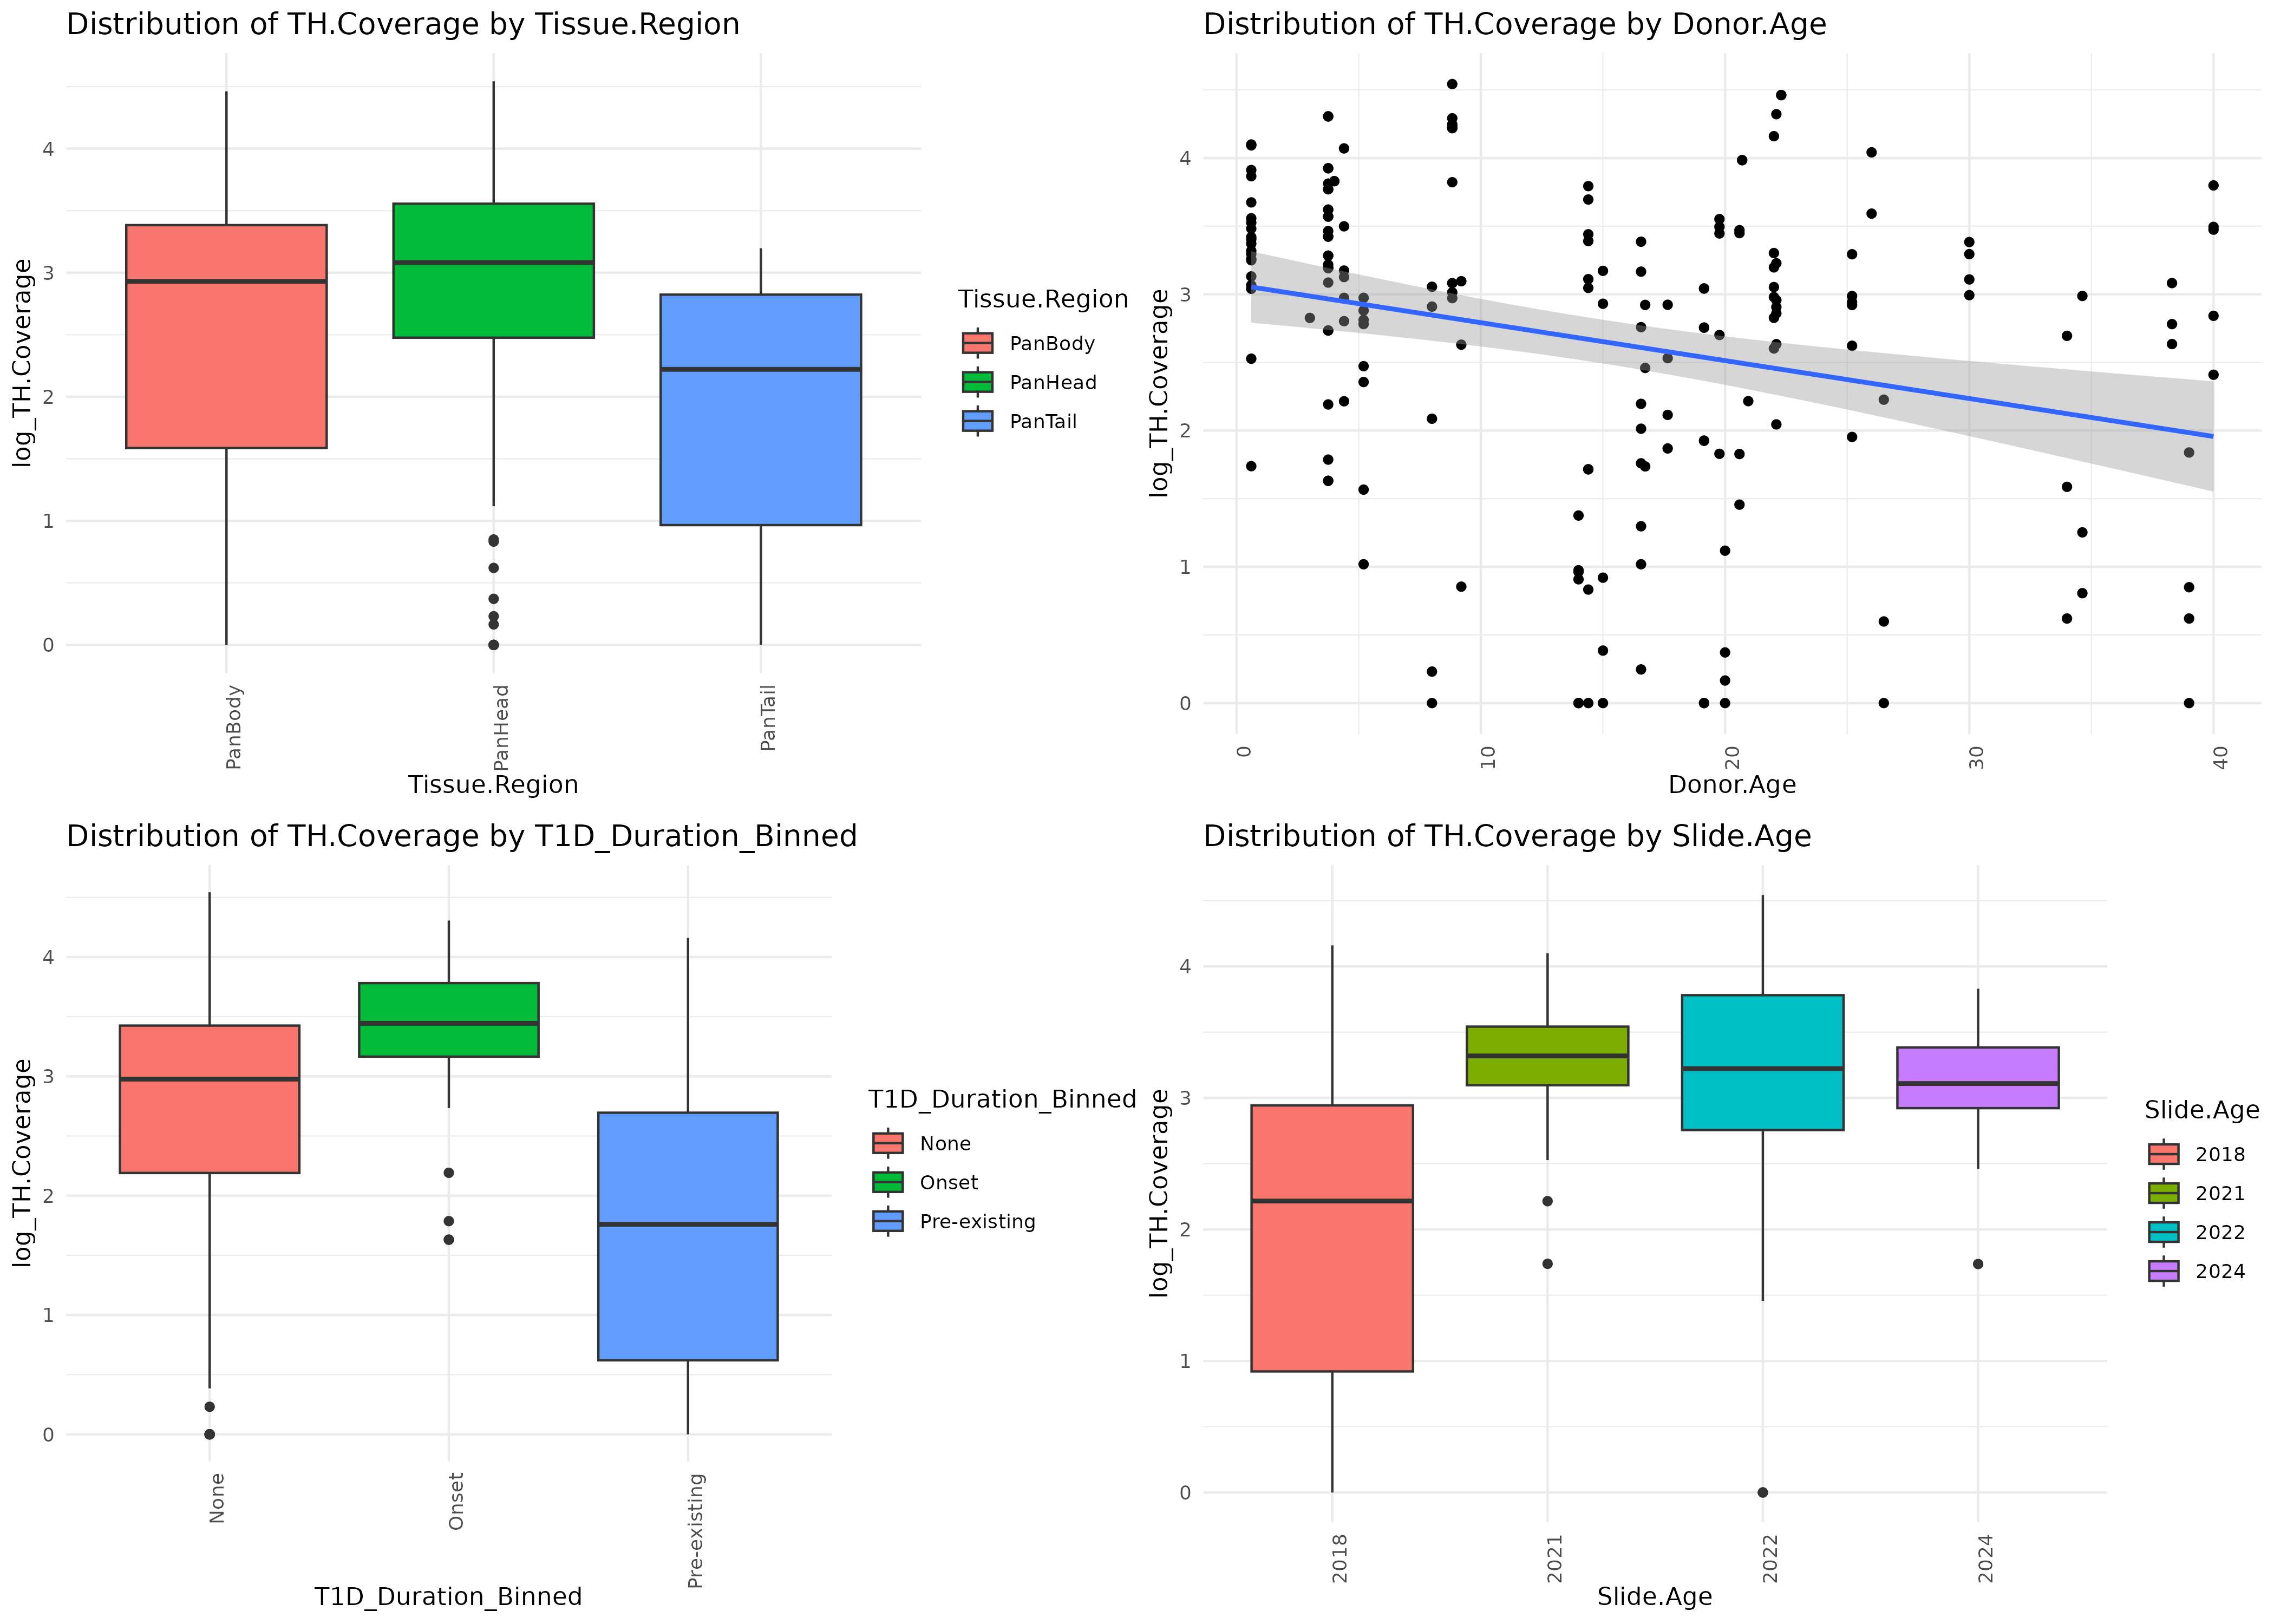 Distribution of TH.Coverage by Tissue.Region
log_TH.Coverage
4
3
2
1
0
PanBody
PanHead
PanTail
Tissue.Region
Tissue.Region
PanBody
PanHead
PanTail
Distribution of TH.Coverage by Donor.Age
log_TH.Coverage
4
3
2
1
0
0
10
20
30
40
Donor.Age
Distribution of TH.Coverage by T1D_Duration_Binned
log_TH.Coverage
4
3
2
1
0
None
Onset
Pre-existing
T1D_Duration_Binned
T1D_Duration_Binned
None
Onset
Pre-existing
Distribution of TH.Coverage by Slide.Age
log_TH.Coverage
4
3
2
1
0
2018
2021
2022
2024
Slide.Age
Slide.Age
2018
2021
2022
2024